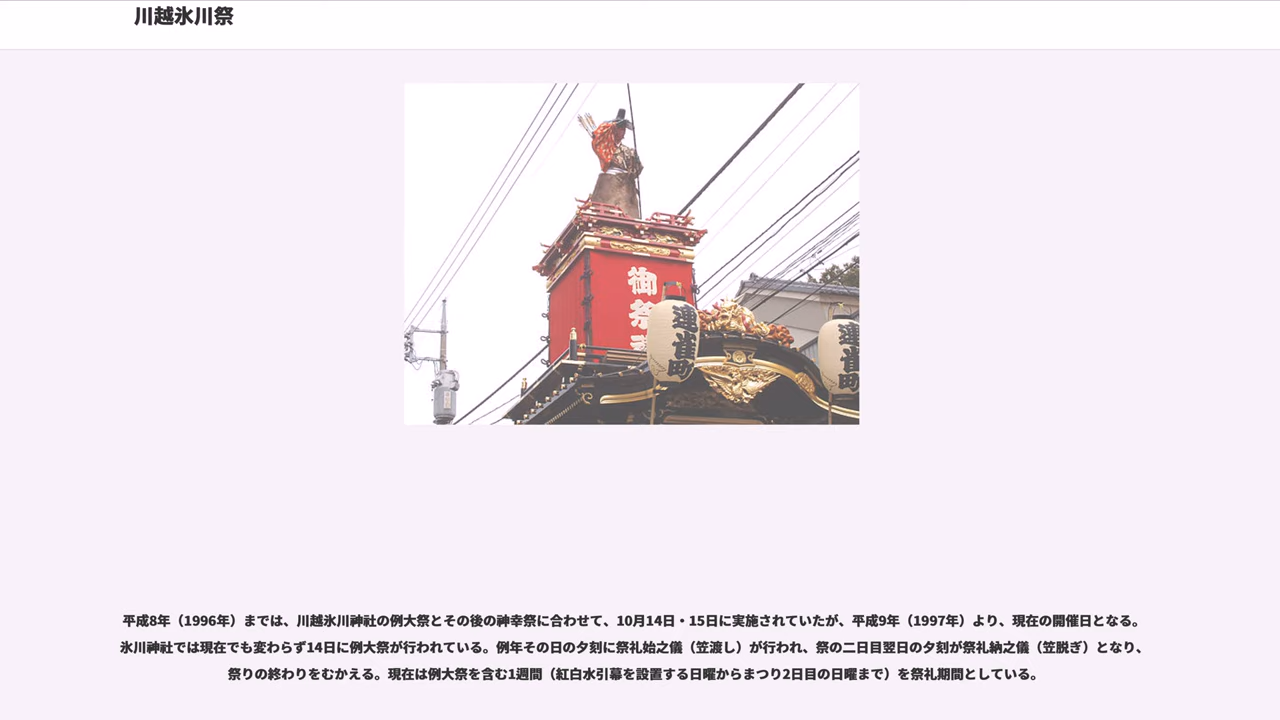 川越氷川祭
御祭
連雀町
連雀町
平成8年（1996年）までは、川越氷川神社の例大祭とその後の神幸祭に合わせて、10月14日・15日に実施されていたが、平成9年（1997年）より、現在の開催日となる。
氷川神社では現在でも変わらず14日に例大祭が行われている。例年その日の夕刻に祭礼始之儀（笠渡し）が行われ、祭の二日目翌日の夕刻が祭礼納之儀（笠脱ぎ）となり、
祭りの終わりをむかえる。現在は例大祭を含む1週間（紅白水引幕を設置する日曜からまつり2日目の日曜まで）を祭礼期間としている。